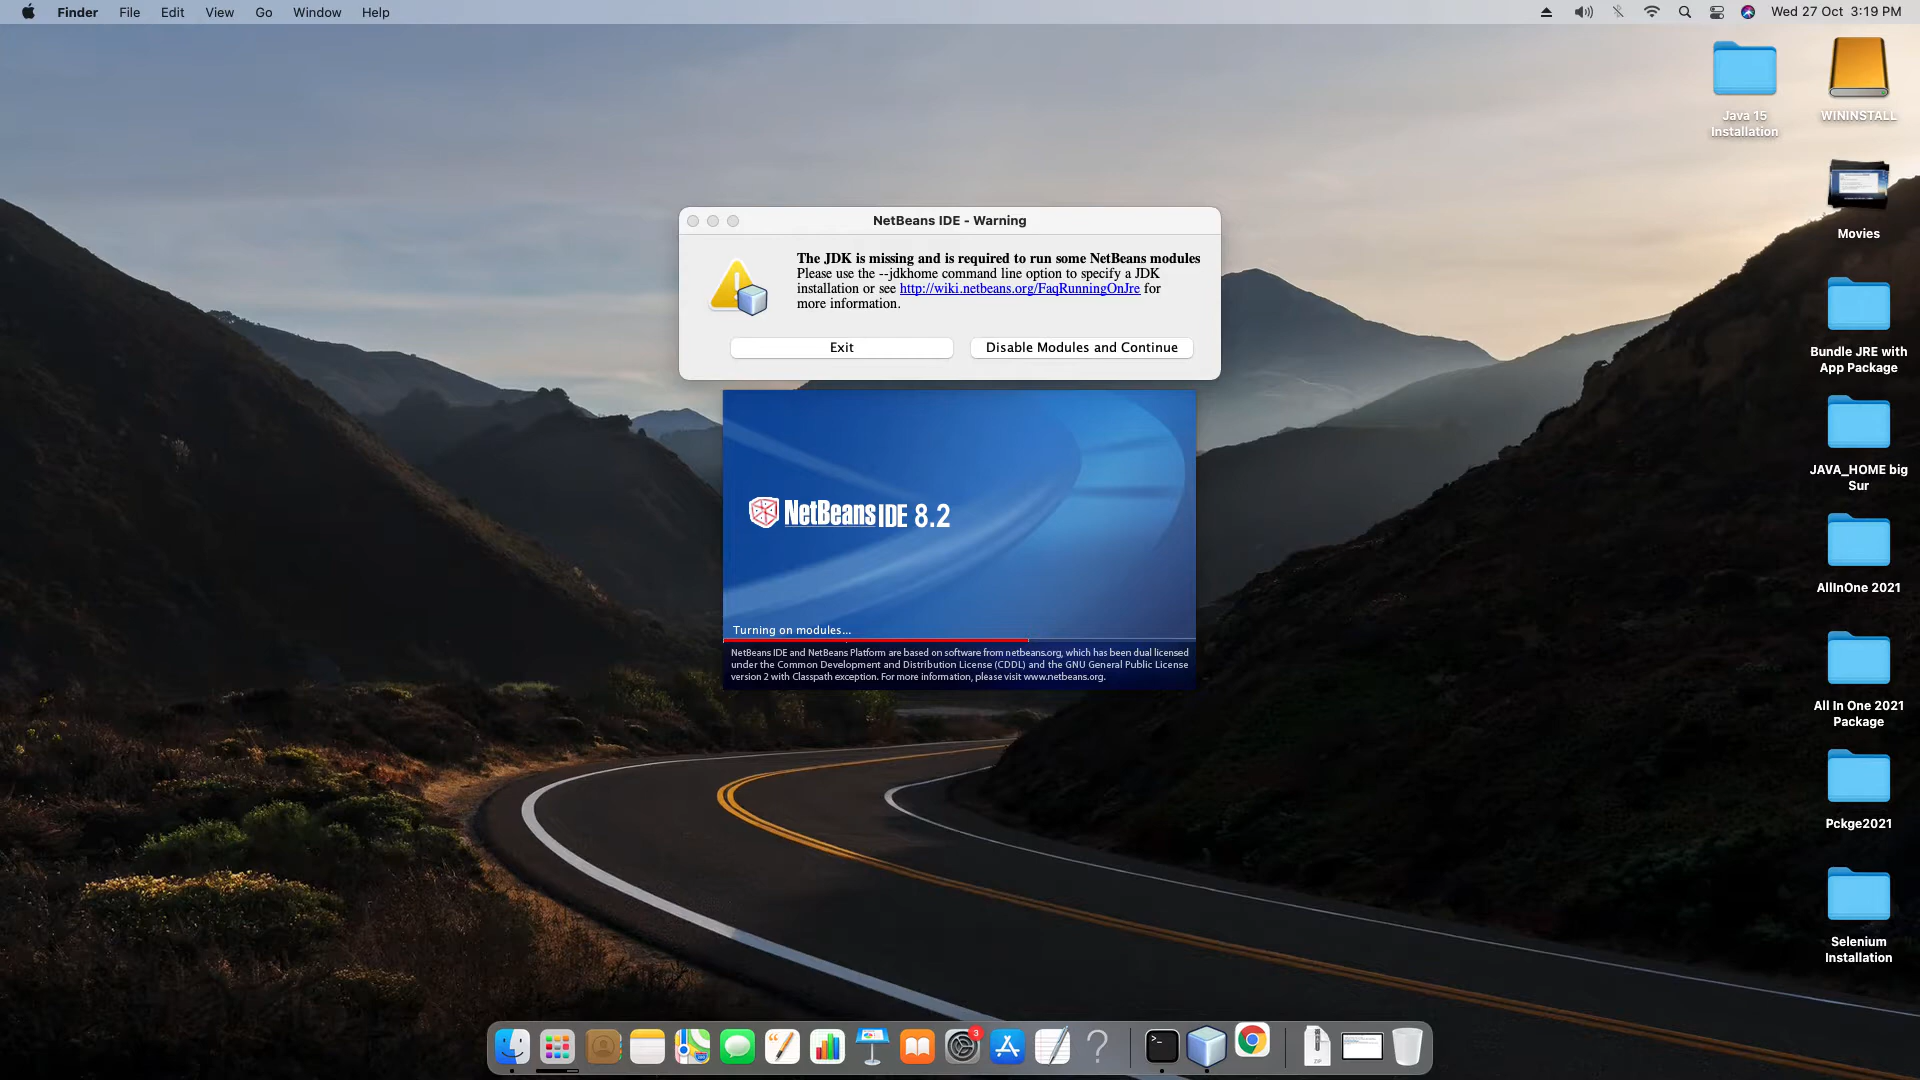 Finder File Edit View Go Window Help
Wed 27 Oct 3:19 PM
Java 15
Installation
WININSTALL
Movies
Bundle JRE with
App Package
JAVA_HOME big
Sur
AllInOne 2021
All In One 2021
Package
Pckge2021
Selenium
Installation
NetBeans IDE - Warning
The JDK is missing and is required to run some NetBeans modules
Please use the --jdkhome command line option to specify a JDK
installation or see http://wiki.netbeans.org/FaqRunningOnJre for
more information.
Exit
Disable Modules and Continue
NetBeans IDE 8.2
Turning on modules...
NetBeans IDE and NetBeans Platform are based on software from netbeans.org, which has been dual licensed
under the Common Development and Distribution License (CDDL) and the GNU General Public License
version 2 with Classpath exception. For more information, please visit www.netbeans.org.
3
ZIP